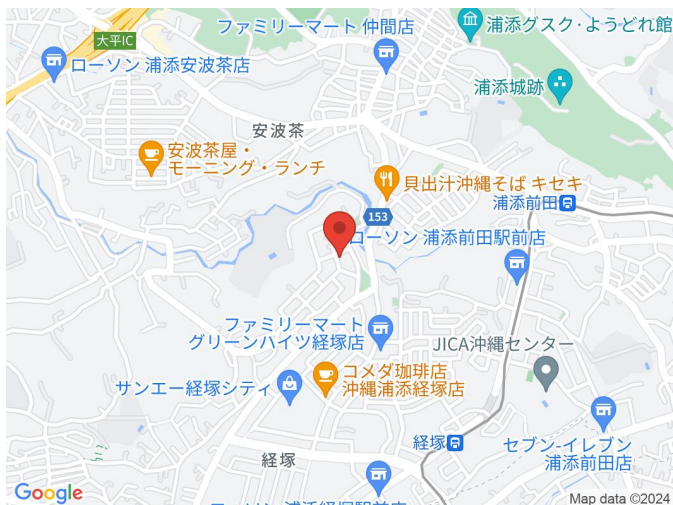 ファミリーマート 仲間店
浦添グスク･ようどれ館
大平IC
ローソン 浦添安波茶店
浦添城跡
安波茶
安波茶屋・
モーニング・ランチ
貝出汁沖縄そば キセキ
浦添前田
153
ローソン 浦添前田駅前店
ファミリーマート
グリーンハイツ経塚店
JICA沖縄センター
コメダ珈琲店
沖縄浦添経塚店
サンエー経塚シティ
経塚
セブン-イレブン
浦添前田店
経塚
Google
Map data ©2024